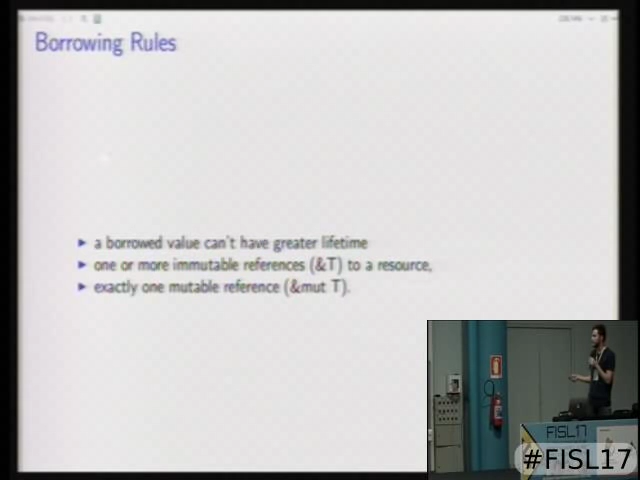 Borrowing Rules
a borrowed value can't have greater lifetime
one or more immutable references (&T) to a resource,
exactly one mutable reference (&mut T).
FISL17
#FISL17